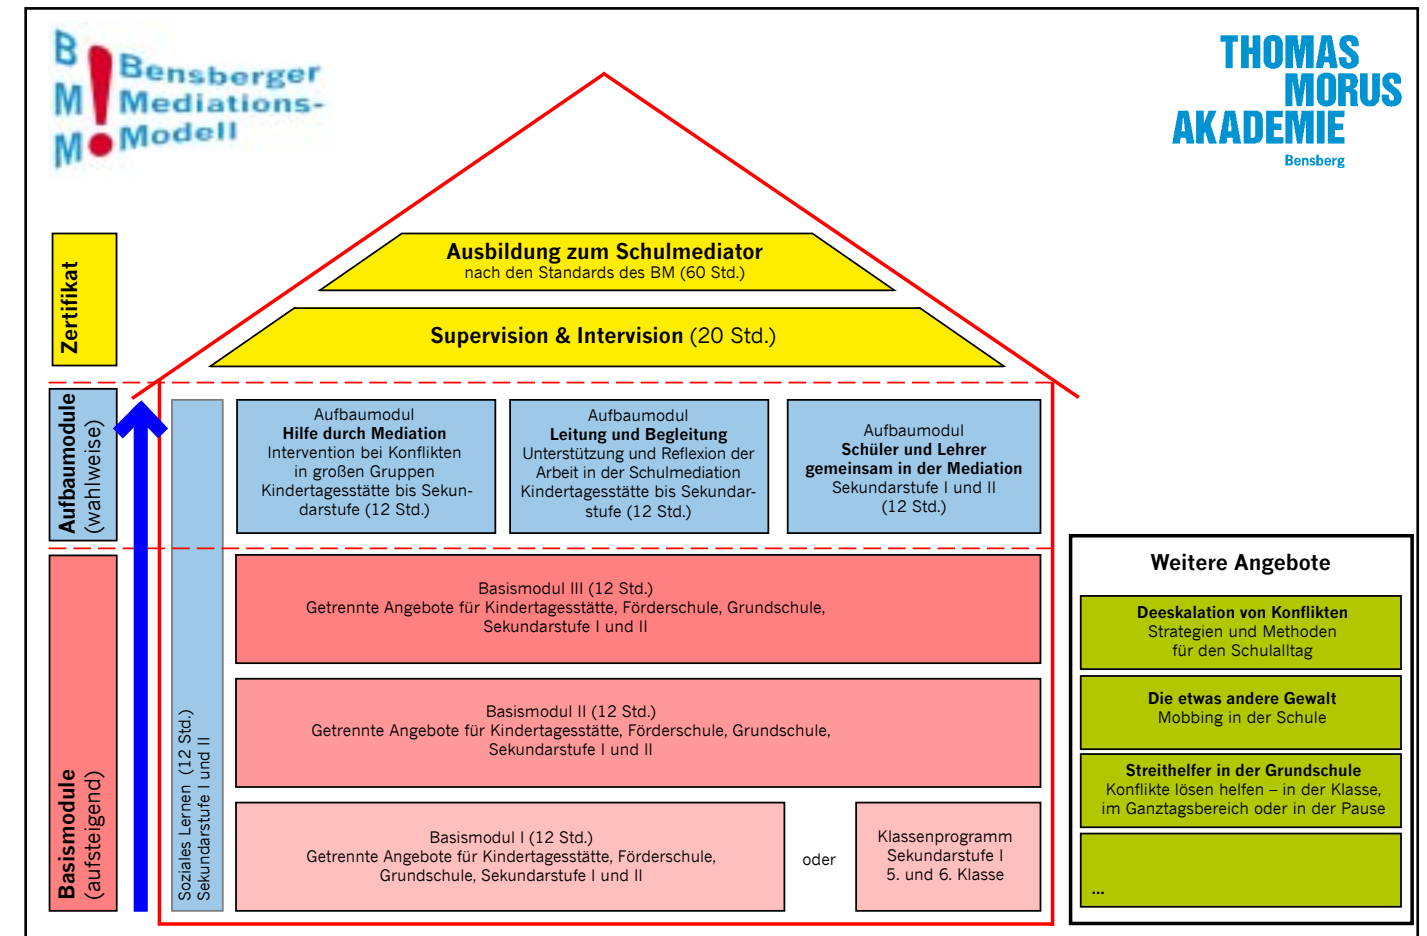 B Bensberger
M Mediations-
M Modell
THOMAS
MORUS
AKADEMIE
Bensberg
Zertifikat
Ausbildung zum Schulmediator
nach den Standards des BM (60 Std.)
Supervision & Intervision (20 Std.)
Aufbaumodule
(wahlweise)
Aufbaumodul
Hilfe durch Mediation
Intervention bei Konflikten
in großen Gruppen
Kindertagesstätte bis Sekun-
darstufe (12 Std.)
Aufbaumodul
Leitung und Begleitung
Unterstützung und Reflexion der
Arbeit in der Schulmediation
Kindertagesstätte bis Sekundar-
stufe (12 Std.)
Aufbaumodul
Schüler und Lehrer
gemeinsam in der Mediation
Sekundarstufe I und II
(12 Std.)
Basismodule
(aufsteigend)
Soziales Lernen (12 Std.)
Sekundarstufe I und II
Basismodul III (12 Std.)
Getrennte Angebote für Kindertagesstätte, Förderschule, Grundschule,
Sekundarstufe I und II
Basismodul II (12 Std.)
Getrennte Angebote für Kindertagesstätte, Förderschule, Grundschule,
Sekundarstufe I und II
Basismodul I (12 Std.)
Getrennte Angebote für Kindertagesstätte, Förderschule,
Grundschule, Sekundarstufe I und II
oder
Klassenprogramm
Sekundarstufe I
5. und 6. Klasse
Weitere Angebote
Deeskalation von Konflikten
Strategien und Methoden
für den Schulalltag
Die etwas andere Gewalt
Mobbing in der Schule
Streithelfer in der Grundschule
Konflikte lösen helfen – in der Klasse,
im Ganztagsbereich oder in der Pause
...